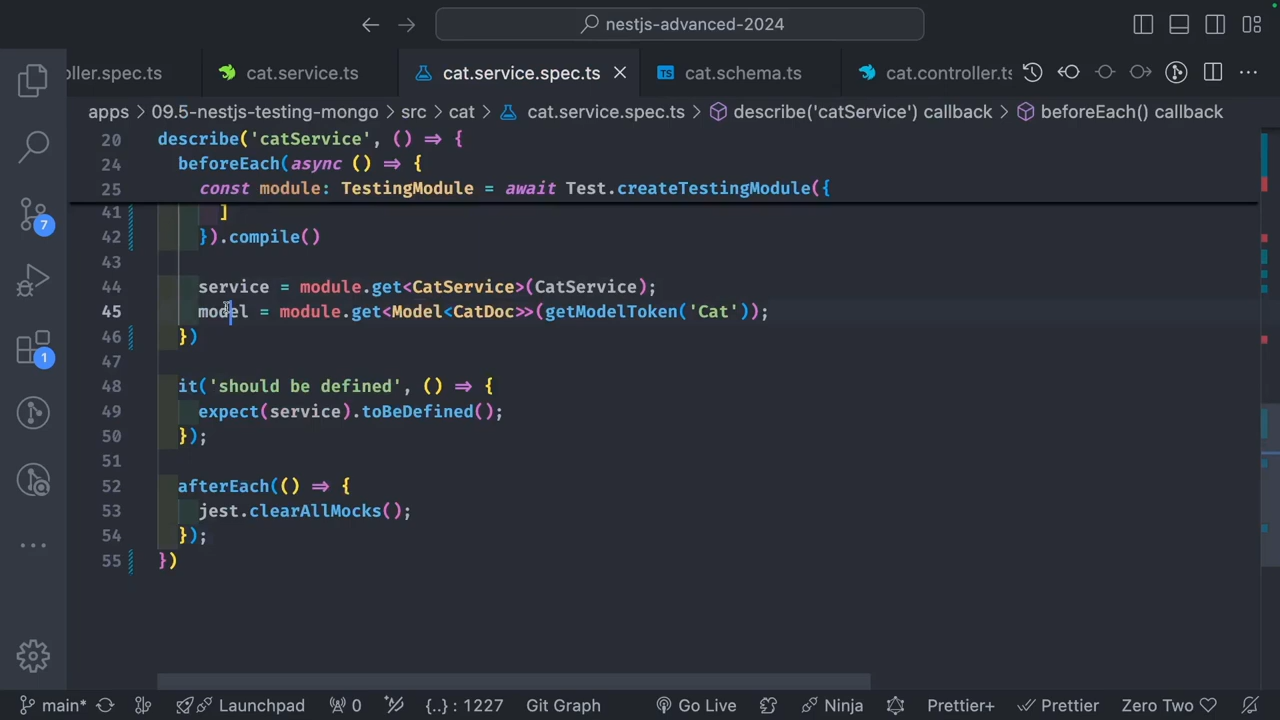 nestjs-advanced-2024
ller.spec.ts
cat.service.ts
cat.service.spec.ts
cat.schema.ts
cat.controller.ts
apps > 09.5-nestjs-testing-mongo > src > cat > cat.service.spec.ts > describe('catService') callback > beforeEach() callback
20 describe('catService', () => {
24 beforeEach(async () => {
25 const module: TestingModule = await Test.createTestingModule({
41 ]
42 }).compile()
43
44 service = module.get<CatService>(CatService);
45 model = module.get<Model<CatDoc>>(getModelToken('Cat'));
46 })
47
48 it('should be defined', () => {
49 expect(service).toBeDefined();
50 });
51
52 afterEach(() => {
53 jest.clearAllMocks();
54 });
55 })
7
1
main* Launchpad 0 {..} : 1227 Git Graph Go Live Ninja Prettier+ Prettier Zero Two